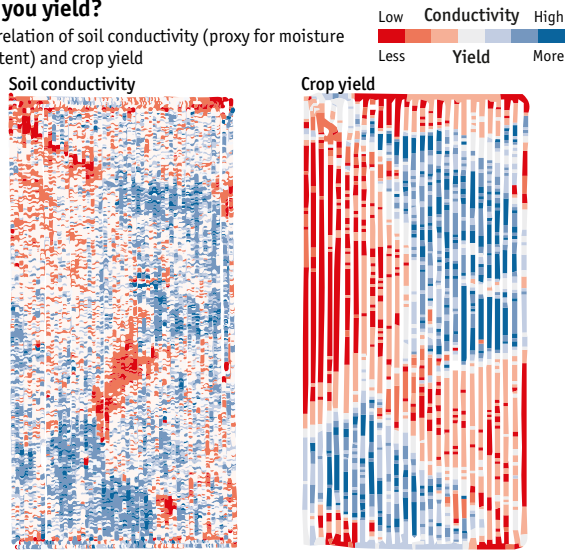 you yield?
relation of soil conductivity (proxy for moisture
tent) and crop yield
Low Conductivity High
Less Yield More
Soil conductivity
Crop yield